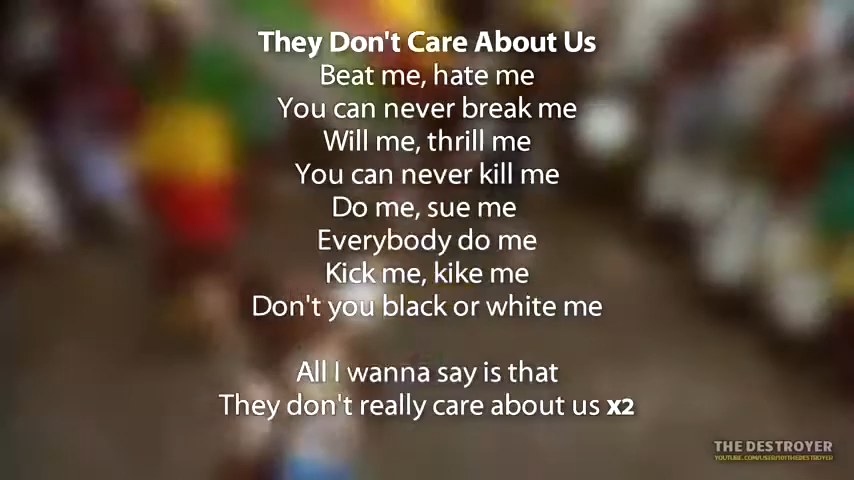 They Don't Care About Us
Beat me, hate me
You can never break me
Will me, thrill me
You can never kill me
Do me, sue me
Everybody do me
Kick me, kike me
Don't you black or white me
All I wanna say is that
They don't really care about us x2
THE DESTROYER